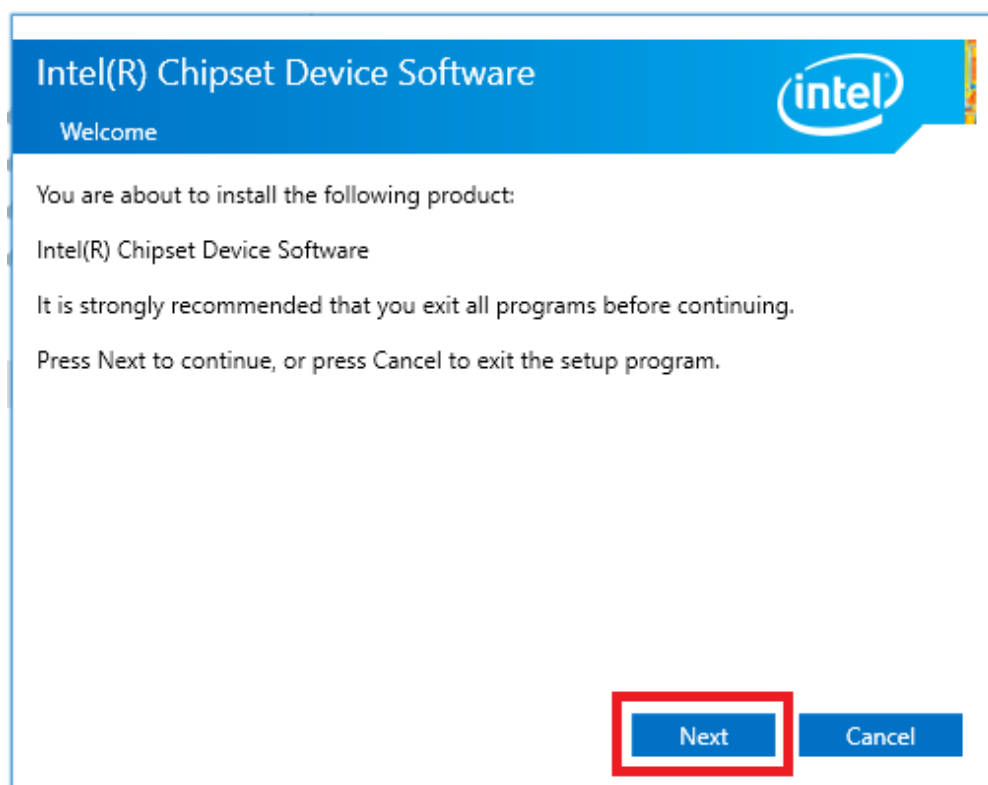 Intel(R) Chipset Device Software
intel
Welcome
You are about to install the following product:
Intel(R) Chipset Device Software
It is strongly recommended that you exit all programs before continuing.
Press Next to continue, or press Cancel to exit the setup program.
Next
Cancel